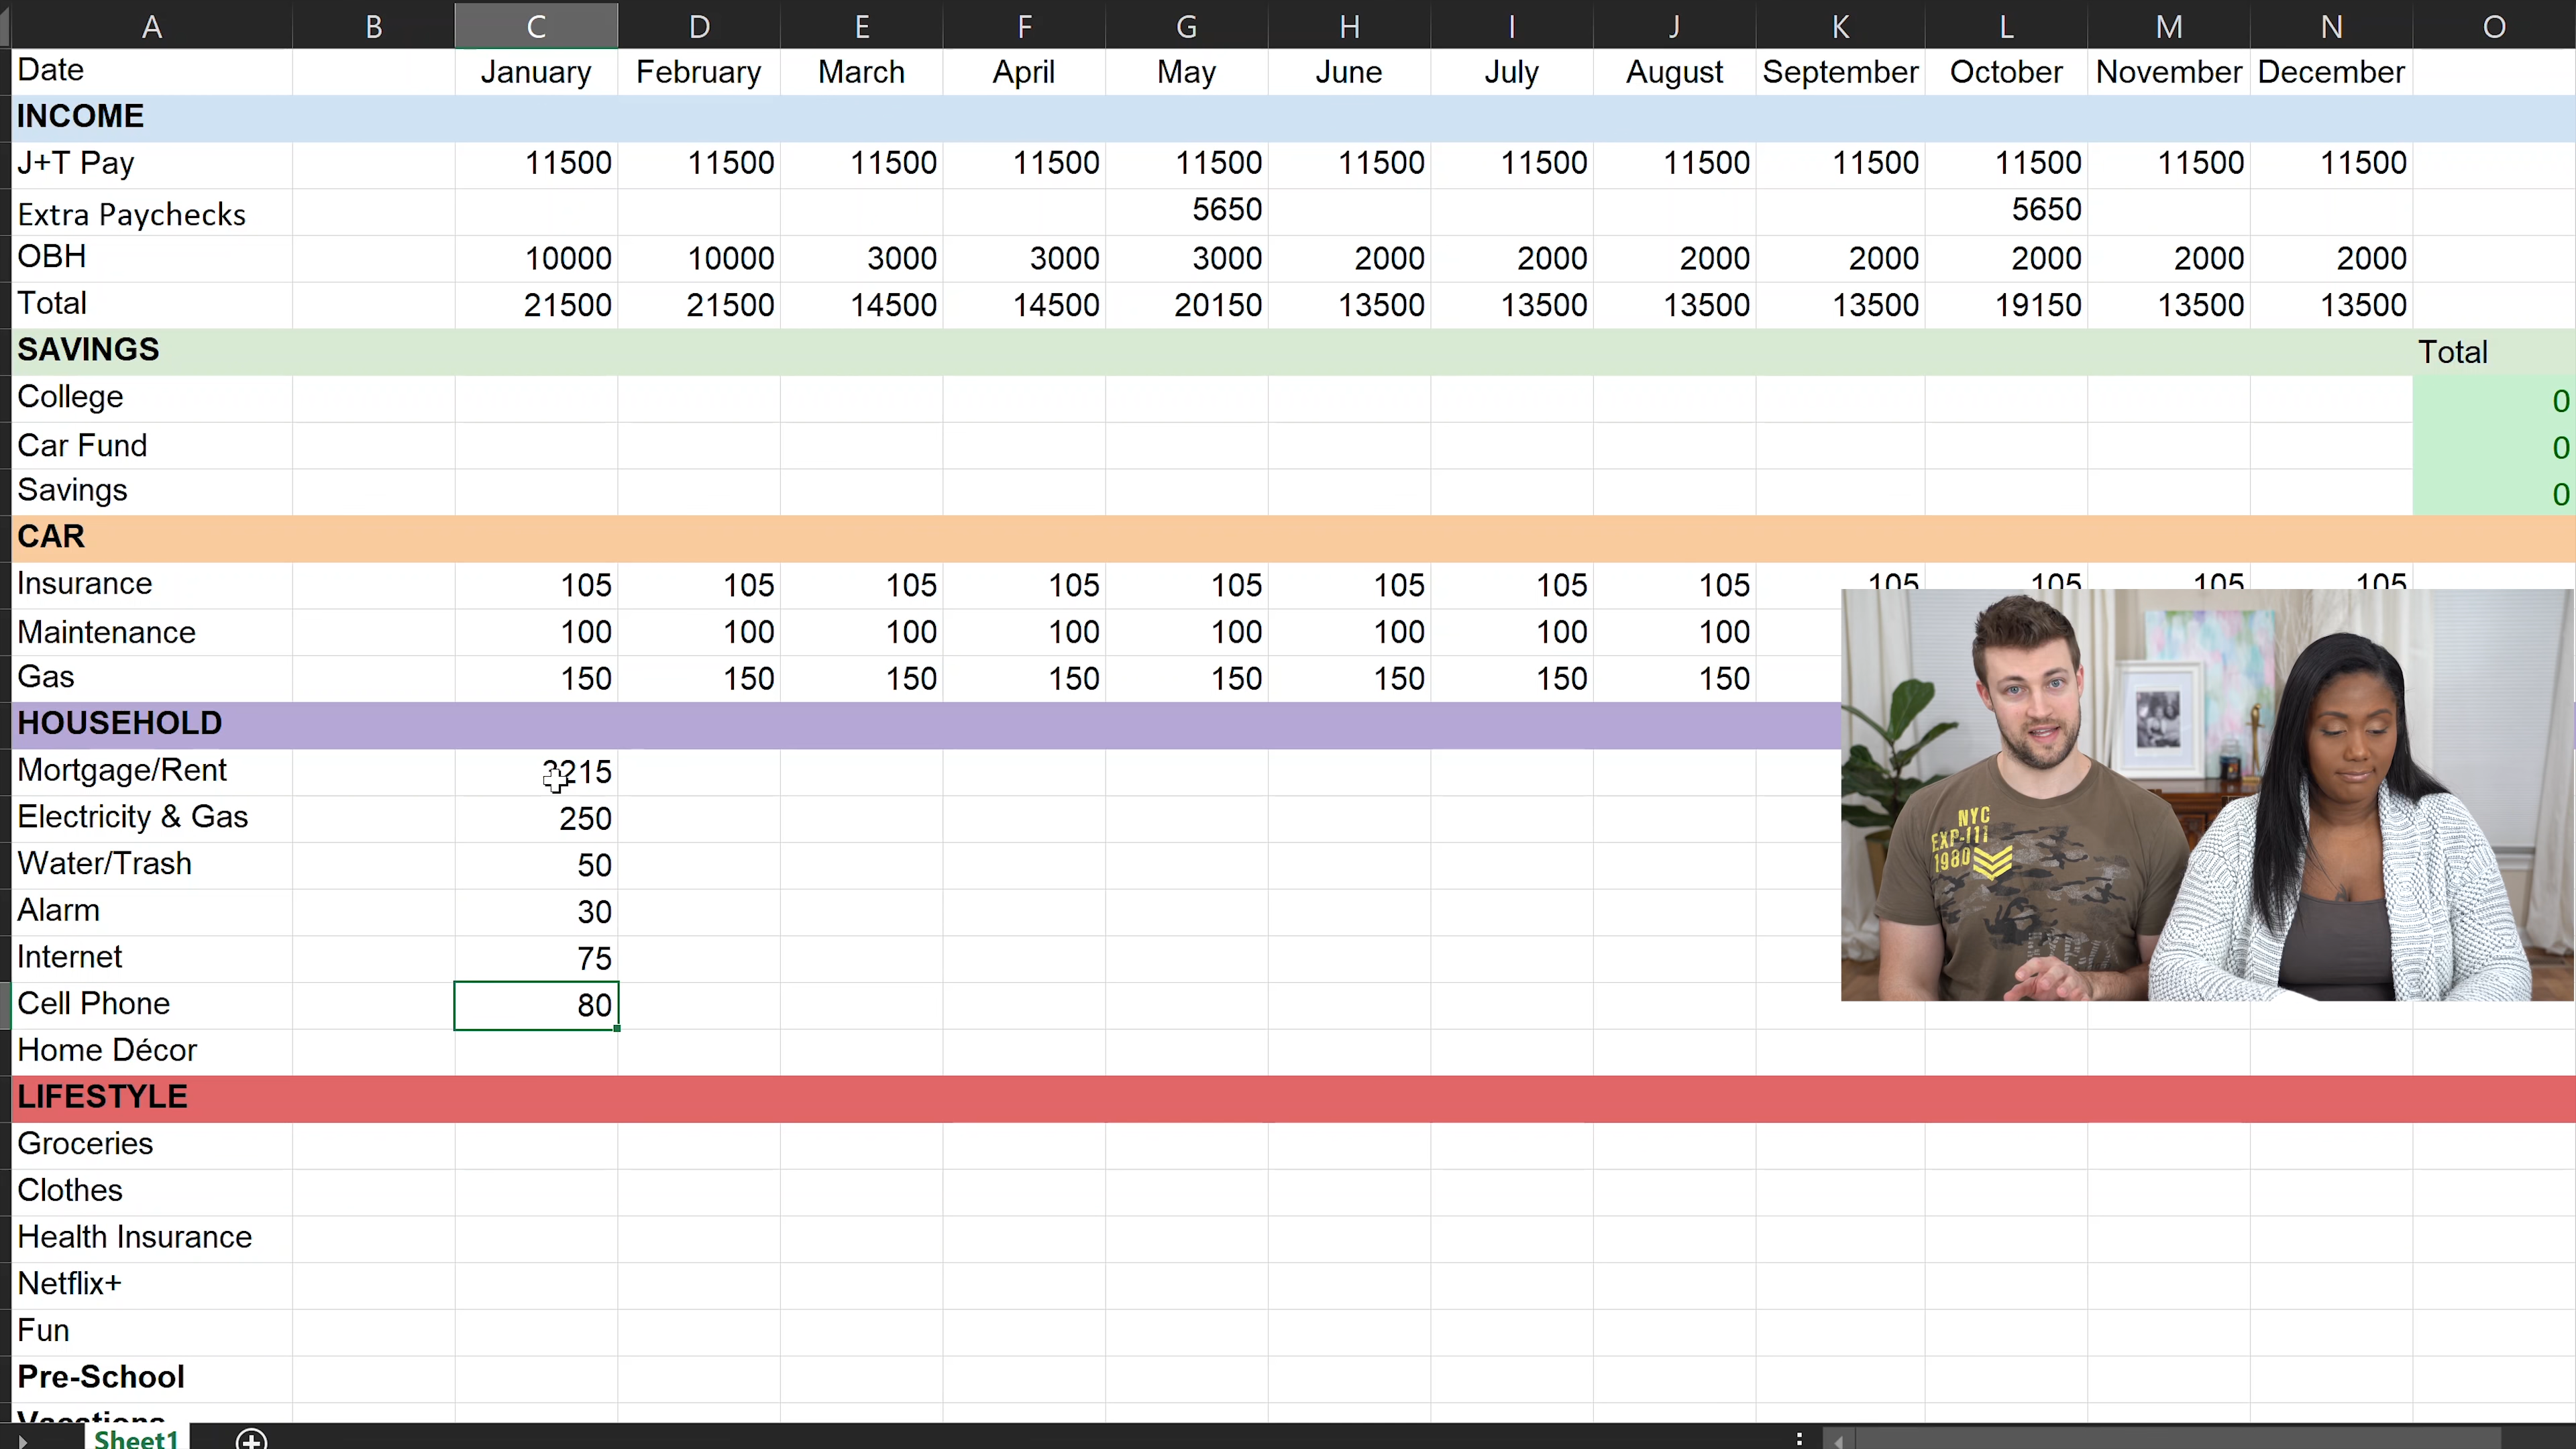 A B C D E F G H I J K L M N O
Date January February March April May June July August September October November December
INCOME
J+T Pay 11500 11500 11500 11500 11500 11500 11500 11500 11500 11500 11500 11500
Extra Paychecks 5650 5650
OBH 10000 10000 3000 3000 3000 2000 2000 2000 2000 2000 2000 2000
Total 21500 21500 14500 14500 20150 13500 13500 13500 13500 19150 13500 13500
SAVINGS Total
College 0
Car Fund 0
Savings 0
CAR
Insurance 105 105 105 105 105 105 105 105 105 105 105 105
Maintenance 100 100 100 100 100 100 100 100
Gas 150 150 150 150 150 150 150 150
HOUSEHOLD
Mortgage/Rent
Electricity & Gas 250
Water/Trash 50
Alarm 30
Internet 75
Cell Phone 80
Home Décor
LIFESTYLE
Groceries
Clothes
Health Insurance
Netflix+
Fun
Pre-School
Vacations
Sheet1
NYC
EXP-111
1980